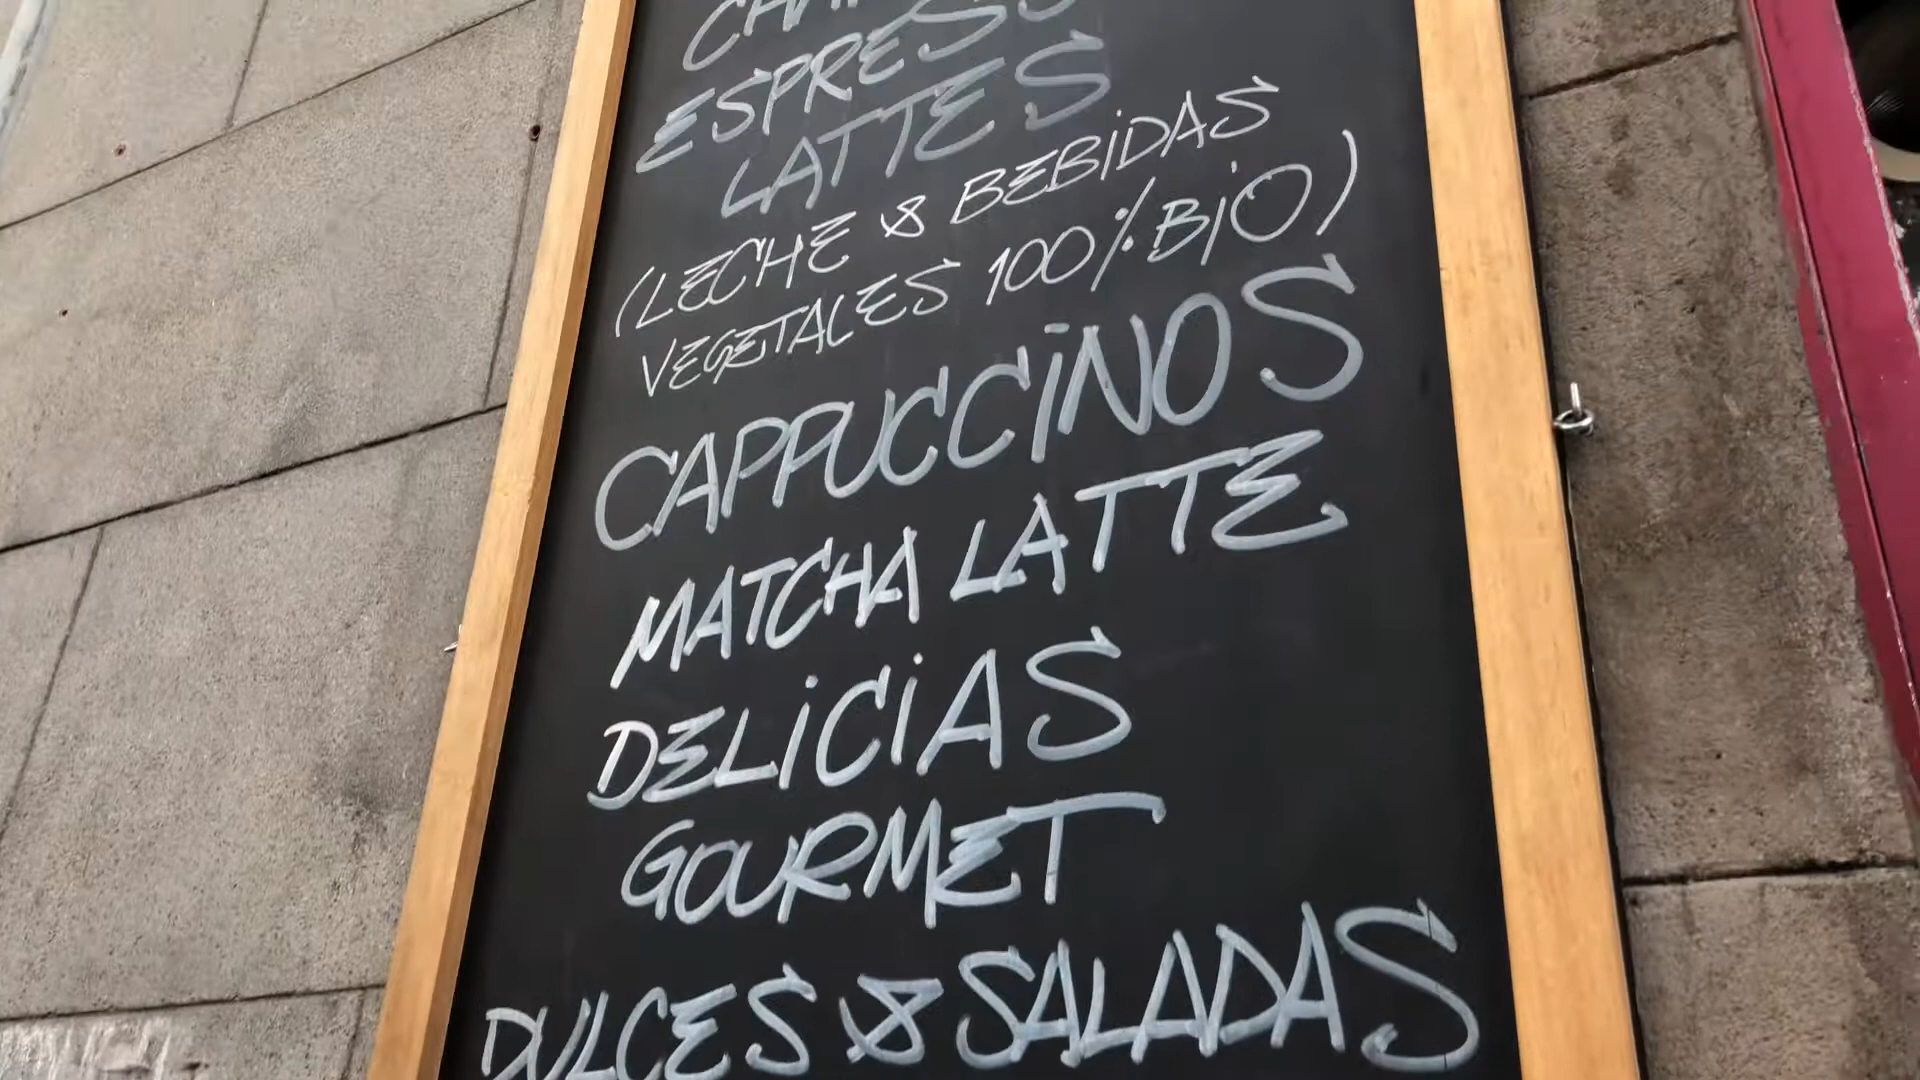 ESPRESSO
LATTES
(LECHE & BEBIDAS
VEGETALES 100% BiO)
CAPPUCCiNOS
MATCHA LATTE
DELiCiAS
GOURMET
DULCES & SALADAS